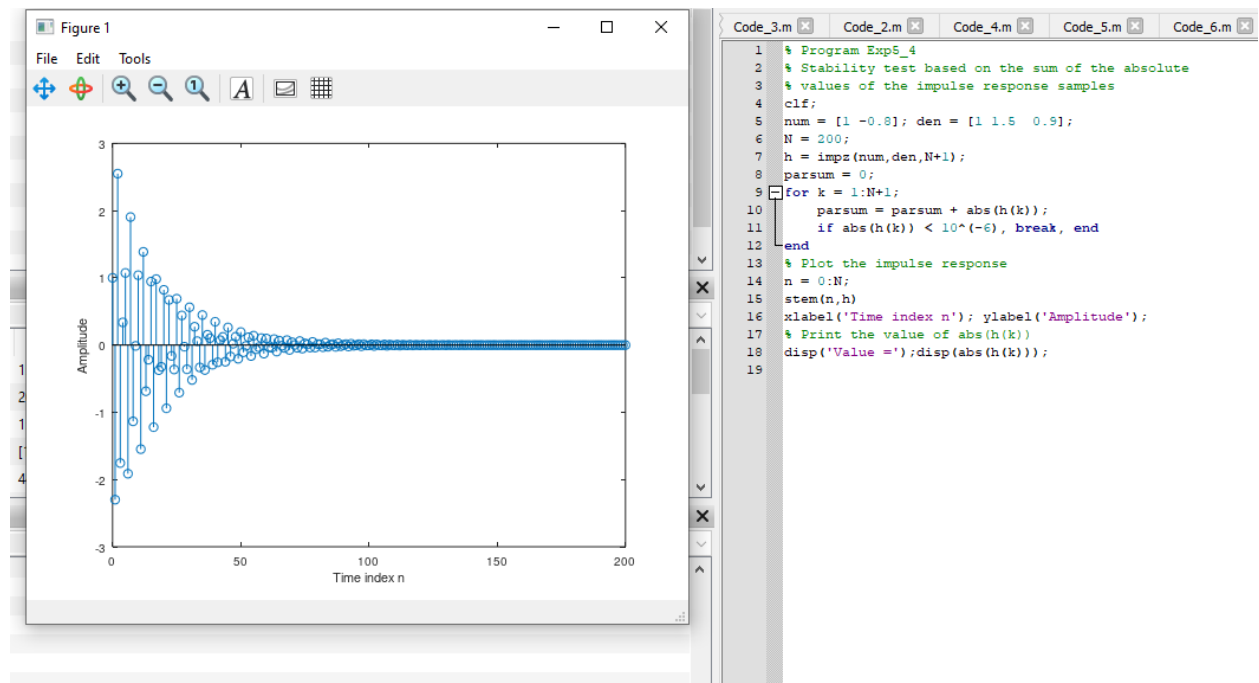 Figure 1
File Edit Tools
A
3
2
1
0
-1
-2
-3
Amplitude
0 50 100 150 200
Time index n
1
2
1
[
4
Code_3.m Code_2.m Code_4.m Code_5.m Code_6.m
1 % Program Exp5_4
2 % Stability test based on the sum of the absolute
3 % values of the impulse response samples
4 clf;
5 num = [1 -0.8]; den = [1 1.5 0.9];
6 N = 200;
7 h = impz(num,den,N+1);
8 parsum = 0;
9 for k = 1:N+1;
10 parsum = parsum + abs(h(k));
11 if abs(h(k)) < 10^(-6), break, end
12 end
13 % Plot the impulse response
14 n = 0:N;
15 stem(n,h)
16 xlabel('Time index n'); ylabel('Amplitude');
17 % Print the value of abs(h(k))
18 disp('Value =');disp(abs(h(k)));
19